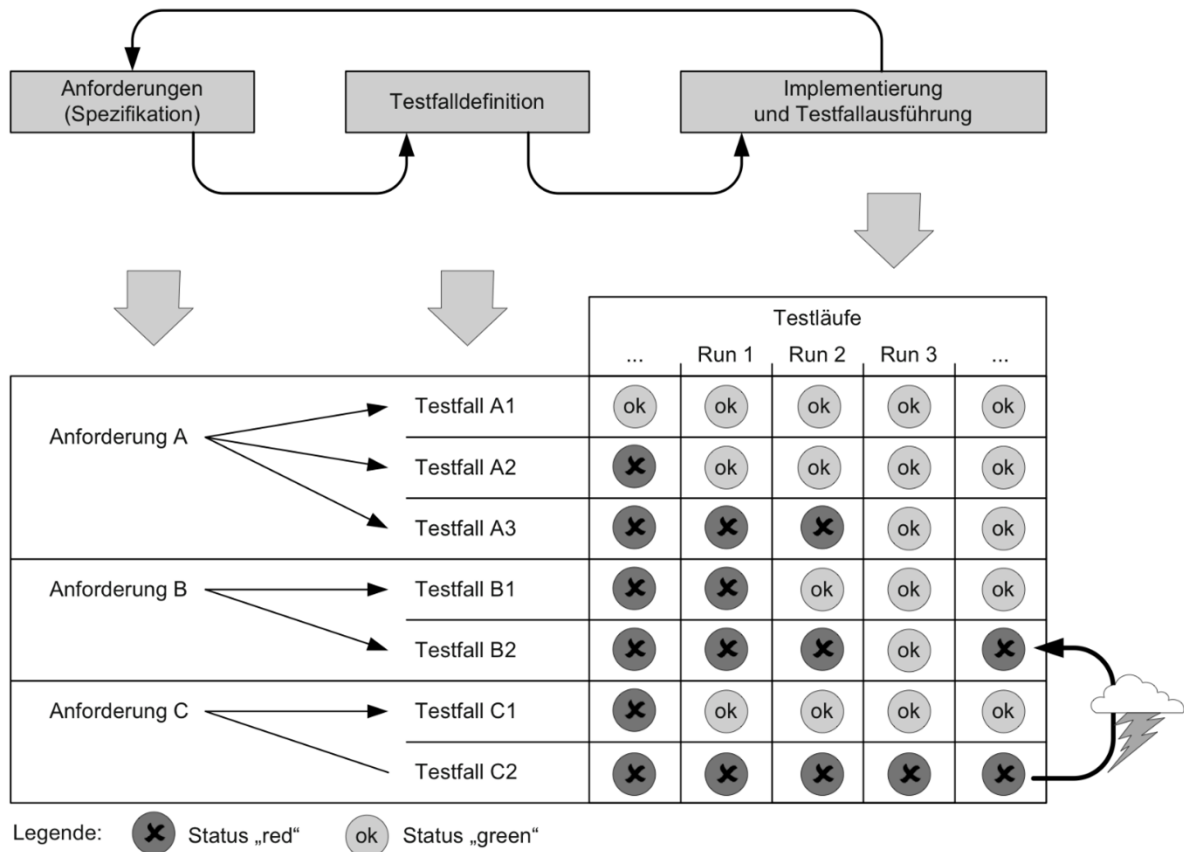 Anforderungen
(Spezifikation)
Testfalldefinition
Implementierung
und Testfallausführung
Testläufe
... Run 1 Run 2 Run 3 ...
Anforderung A
Testfall A1 ok ok ok ok ok
Testfall A2 ok ok ok ok
Testfall A3 ok ok
Anforderung B
Testfall B1 ok ok ok
Testfall B2 ok
Anforderung C
Testfall C1 ok ok ok ok
Testfall C2
Legende: Status „red“ ok Status „green“